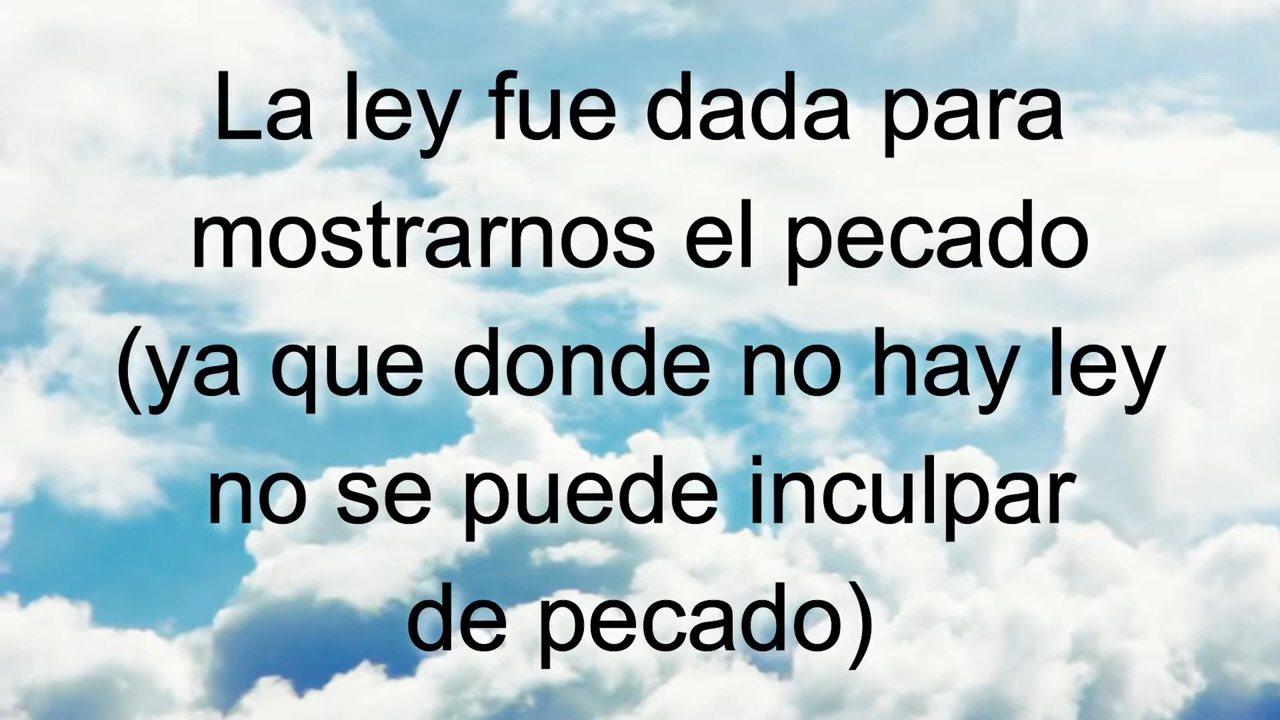 La ley fue dada para
mostrarnos el pecado
(ya que donde no hay ley
no se puede inculpar
de pecado)